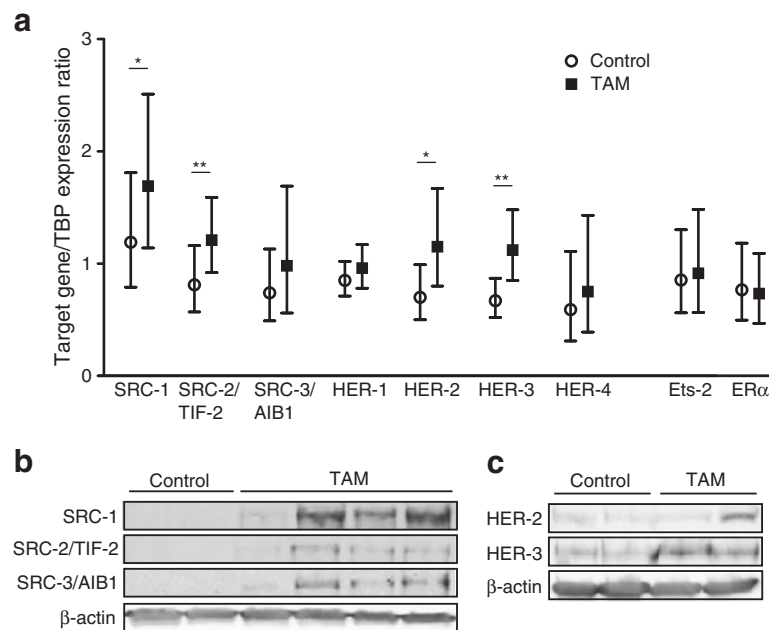 a
Target gene/TBP expression ratio
3
2
1
0
Control
TAM
*
**
*
**
SRC-1 SRC-2/ SRC-3/ HER-1 HER-2 HER-3 HER-4 Ets-2 ERα
TIF-2 AIB1
b
Control TAM
SRC-1
SRC-2/TIF-2
SRC-3/AIB1
β-actin
c
Control TAM
HER-2
HER-3
β-actin